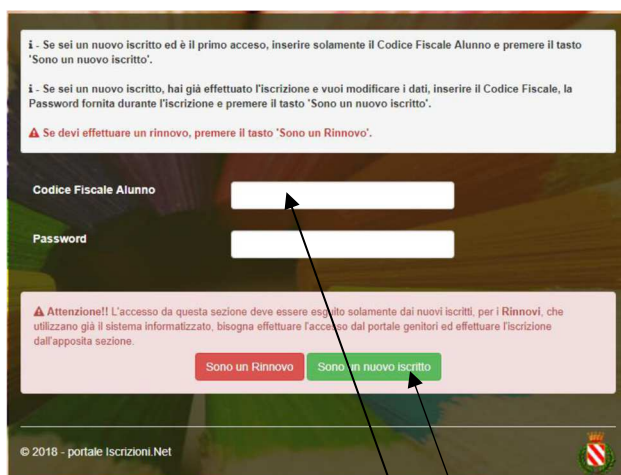 i - Se sei un nuovo iscritto ed è il primo accesso, inserire solamente il Codice Fiscale Alunno e premere il tasto
'Sono un nuovo iscritto'.
i - Se sei un nuovo iscritto, hai già effettuato l'iscrizione e vuoi modificare i dati, inserire il Codice Fiscale, la
Password fornita durante l'iscrizione e premere il tasto 'Sono un nuovo iscritto'.
Se devi effettuare un rinnovo, premere il tasto 'Sono un Rinnovo'.
Codice Fiscale Alunno
Password
Attenzione!! L'accesso da questa sezione deve essere esguito solamente dai nuovi iscritti, per i Rinnovi, che
utilizzano già il sistema informatizzato, bisogna effettuare l'accesso dal portale genitori ed effettuare l'iscrizione
dall'apposita sezione.
Sono un Rinnovo Sono un nuovo iscritto
© 2018 - portale Iscrizioni.Net